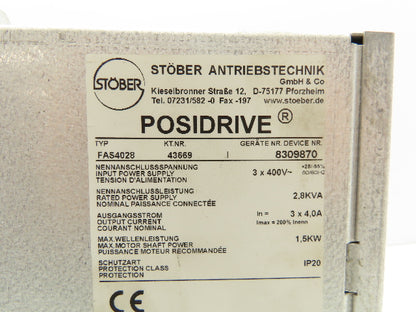 STÖBER
STÖBER ANTRIEBSTECHNIK
GmbH & Co
Kieselbronner Straße 12, D-75177 Pforzheim
Tel. 07231/582 -0 Fax -197 www.stoeber.de
POSIDRIVE ®
TYP KT.NR. GERÄTE NR. DEVICE NR.
FAS4028 43669 | 8309870
NENNANSCHLUSSSPANNUNG
INPUT POWER SUPPLY 3 x 400V~
TENSION D'ALIMENTATION
NENNANSCHLUSSLEISTUNG
RATED POWER SUPPLY 2,8KVA
NOMINAL PAISSANCE CONNECTÉE
AUSGANGSSTROM In = 3 x 4,0A
OUTPUT CURRENT Imax = 200% Inenn
COURANT NOMINAL
MAX.WELLENLEISTUNG
MAX.MOTOR SHAFT POWER 1,5KW
PUISSANCE MOTEUR RECOMMANDÉE
SCHUTZART
PROTECTION CLASS IP20
PROTECTION
CE